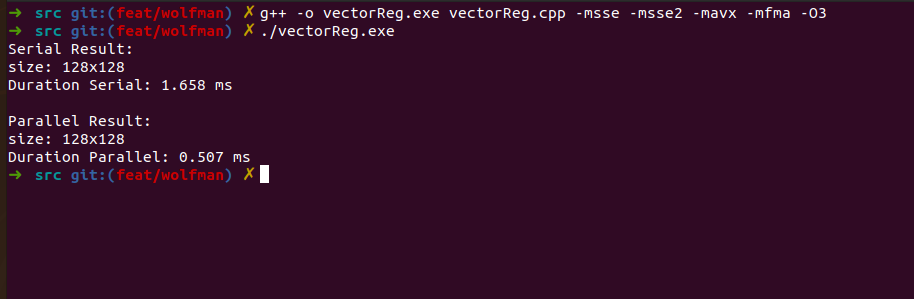 ➜ src git:(feat/wolfman) ✗ g++ -o vectorReg.exe vectorReg.cpp -msse -msse2 -mavx -mfma -O3
➜ src git:(feat/wolfman) ✗ ./vectorReg.exe
Serial Result:
size: 128x128
Duration Serial: 1.658 ms

Parallel Result:
size: 128x128
Duration Parallel: 0.507 ms
➜ src git:(feat/wolfman) ✗